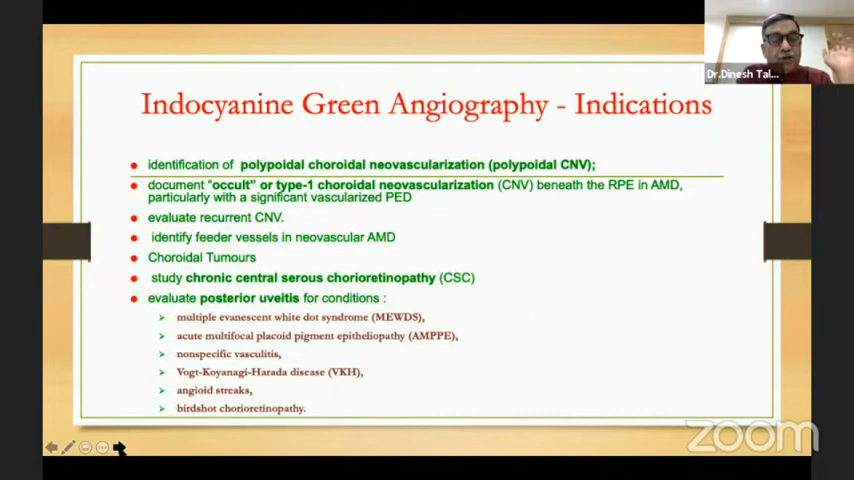 Dr.Dinesh Tal...
Indocyanine Green Angiography - Indications
identification of polypoidal choroidal neovascularization (polypoidal CNV);
document "occult" or type-1 choroidal neovascularization (CNV) beneath the RPE in AMD,
particularly with a significant vascularized PED
evaluate recurrent CNV.
identify feeder vessels in neovascular AMD
Choroidal Tumours
study chronic central serous chorioretinopathy (CSC)
evaluate posterior uveitis for conditions :
multiple evanescent white dot syndrome (MEWDS),
acute multifocal placoid pigment epitheliopathy (AMPPE),
nonspecific vasculitis,
Vogt-Koyanagi-Harada disease (VKH),
angioid streaks,
birdshot chorioretinopathy.
zoom